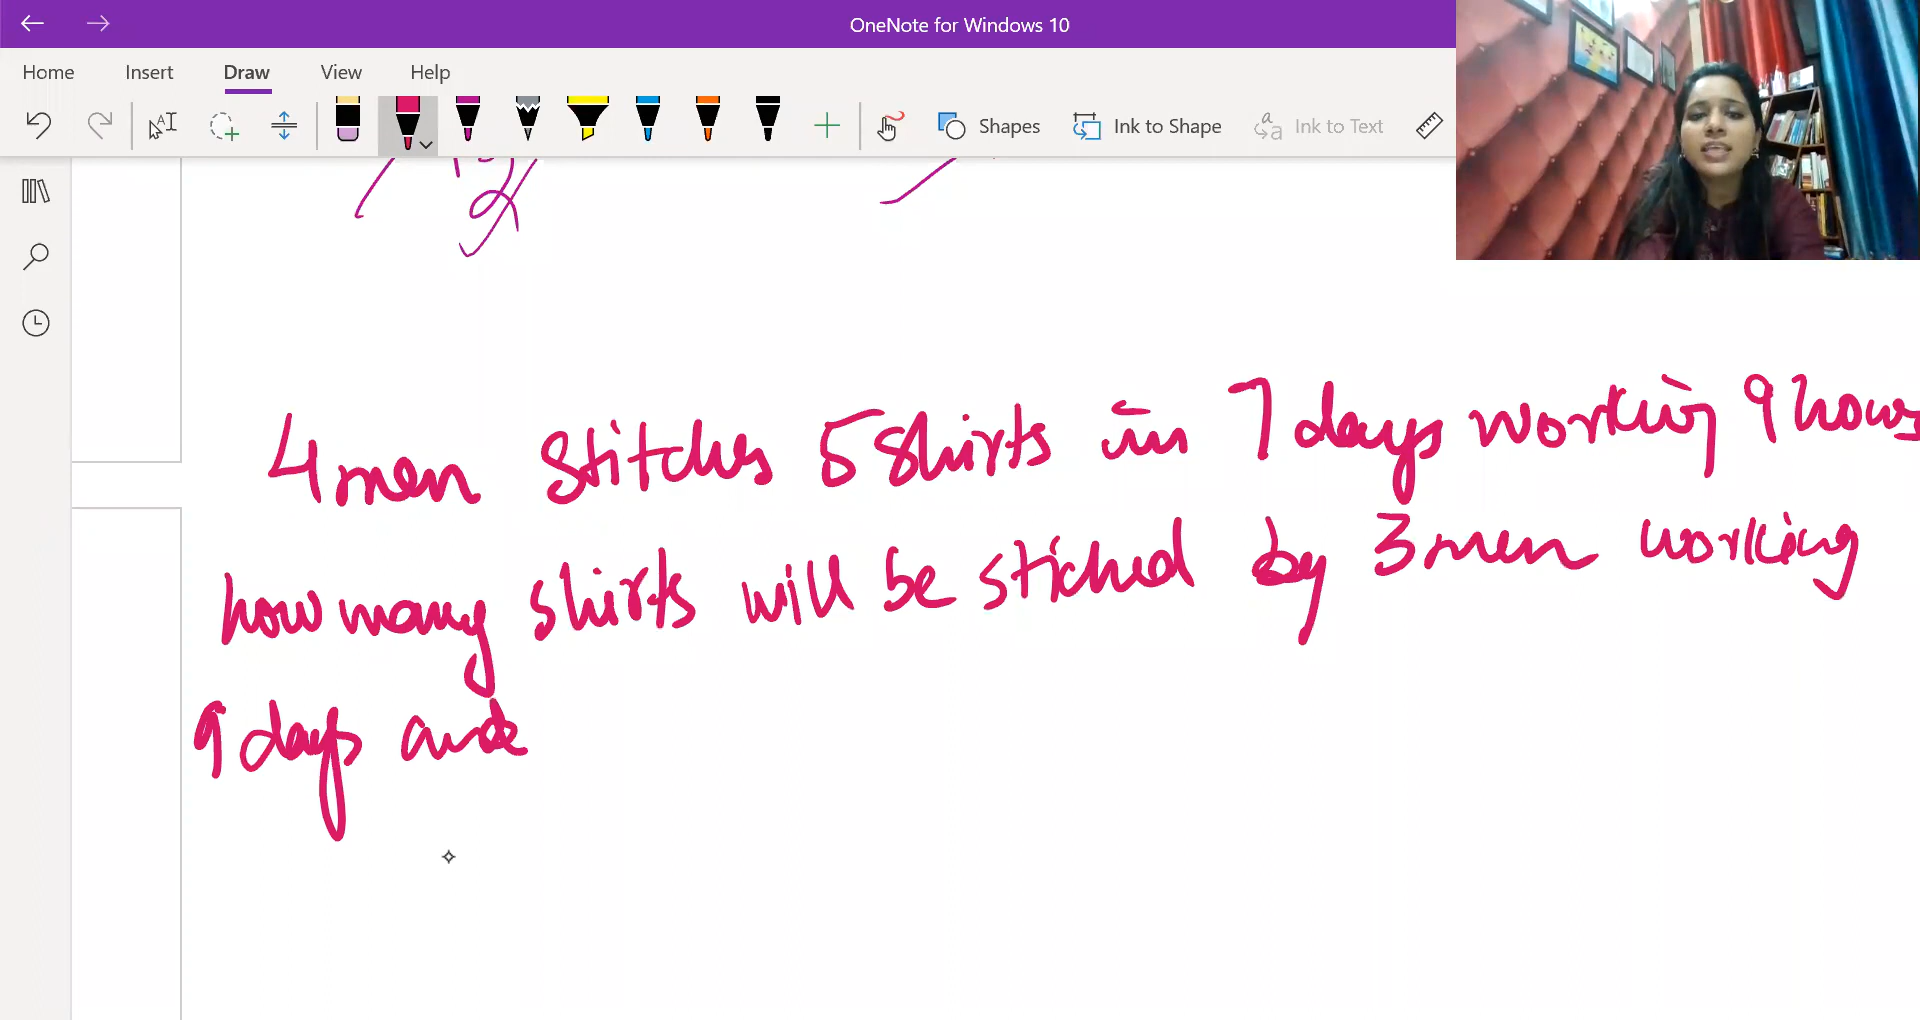 OneNote for Windows 10
Home Insert Draw View Help
Shapes Ink to Shape Ink to Text
4 men stitches 5 shirts in 7 days working 9 hours
how many shirts will be stiched by 3 men working
9 days and